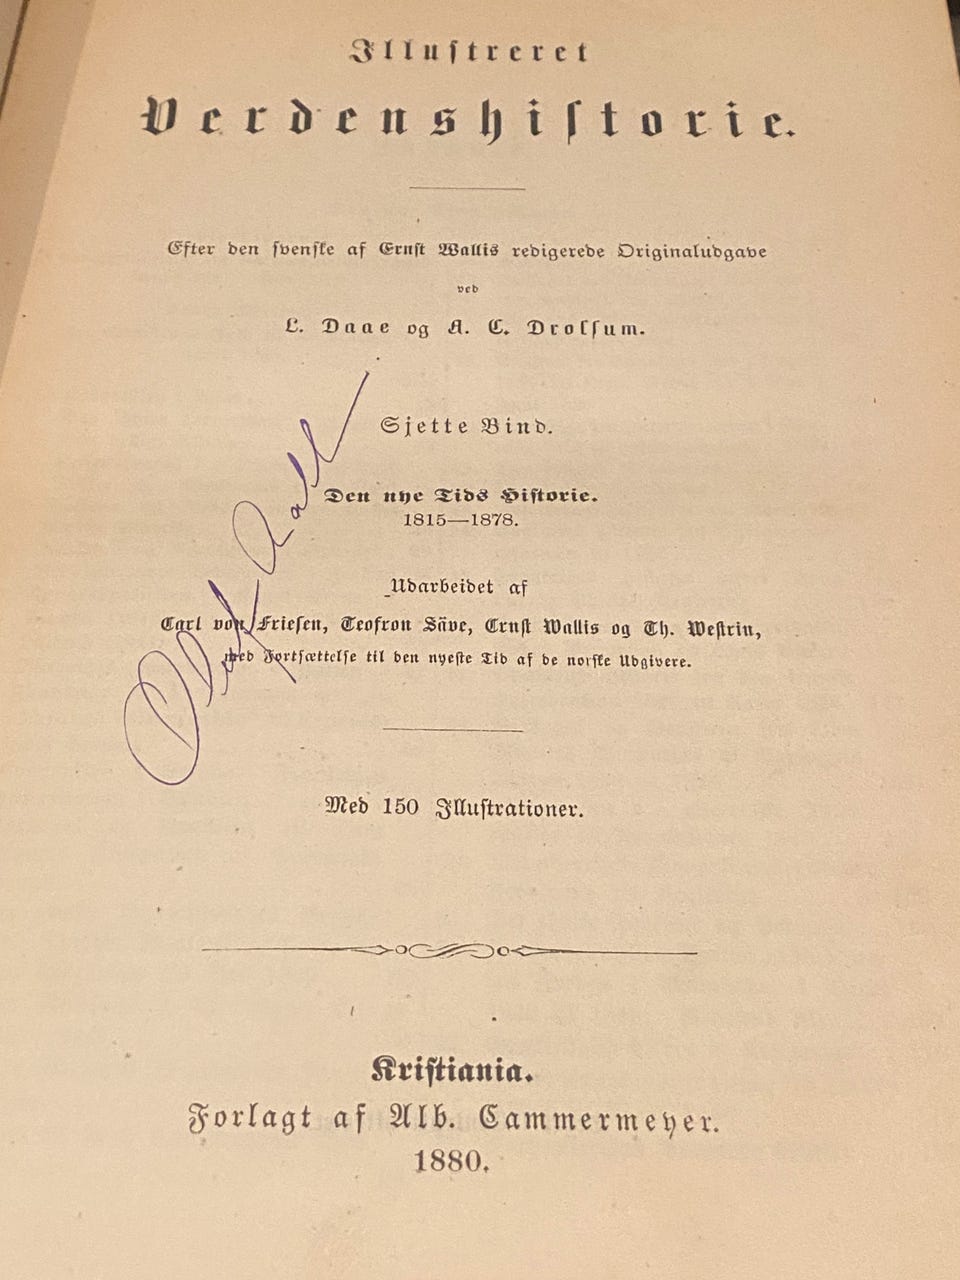 Illustreret
Verdenshistorie.
Efter den svenske af Ernst Wallis redigerede Originaludgave
ved
L. Daae og A. C. Drolsum.
Sjette Bind.
Den nye Tids Historie.
1815—1878.
Udarbeidet af
Carl von Friesen, Teofron Säve, Ernst Wallis og Th. Westrin,
med Fortsættelse til den nyeste Tid af de norske Udgivere.
Med 150 Illustrationer.
Kristiania.
Forlagt af Alb. Cammermeyer.
1880.
Olaf Aall